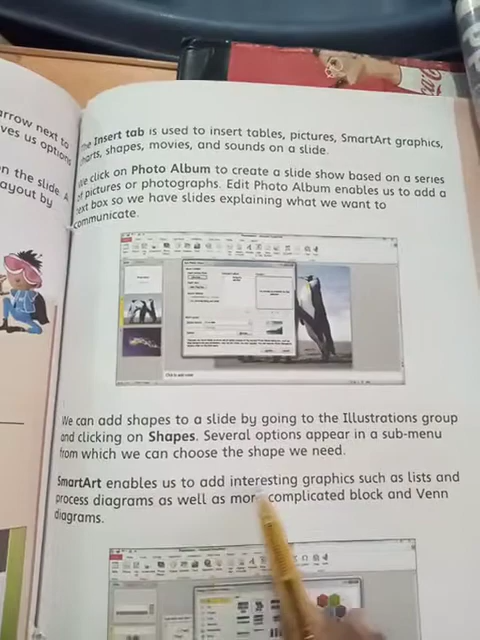 arrow next to
ves us options
n the slide. A
ayout by
The Insert tab is used to insert tables, pictures, SmartArt graphics,
charts, shapes, movies, and sounds on a slide.
We click on Photo Album to create a slide show based on a series
of pictures or photographs. Edit Photo Album enables us to add a
text box so we have slides explaining what we want to
communicate.
Click to add notes
We can add shapes to a slide by going to the Illustrations group
and clicking on Shapes. Several options appear in a sub-menu
from which we can choose the shape we need.
SmartArt enables us to add interesting graphics such as lists and
process diagrams as well as more complicated block and Venn
diagrams.